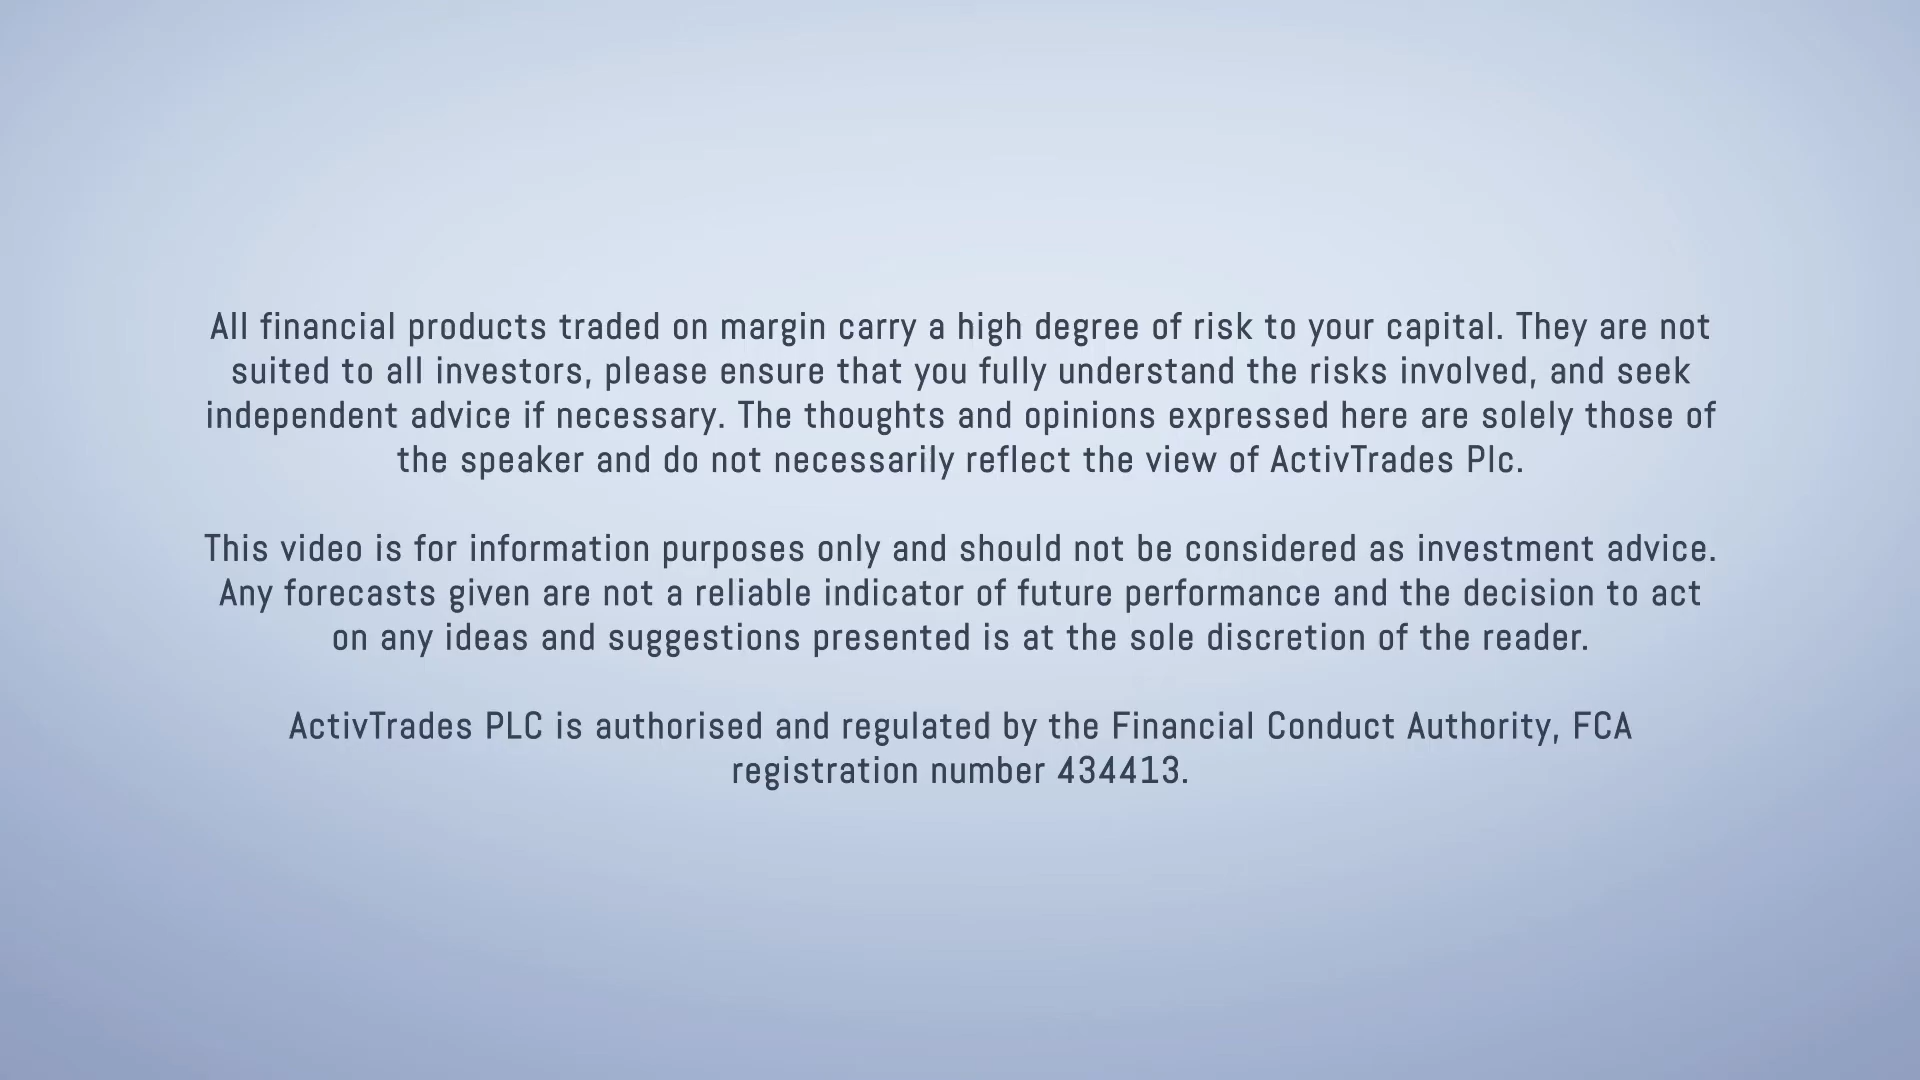 All financial products traded on margin carry a high degree of risk to your capital. They are not
suited to all investors, please ensure that you fully understand the risks involved, and seek
independent advice if necessary. The thoughts and opinions expressed here are solely those of
the speaker and do not necessarily reflect the view of ActivTrades Plc.
This video is for information purposes only and should not be considered as investment advice.
Any forecasts given are not a reliable indicator of future performance and the decision to act
on any ideas and suggestions presented is at the sole discretion of the reader.
ActivTrades PLC is authorised and regulated by the Financial Conduct Authority, FCA
registration number 434413.